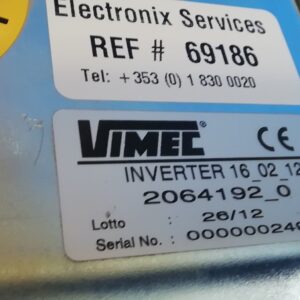 Electronix Services
REF # 69186
Tel: +353 (0) 1 830 0020
VIMEC CE
INVERTER 16_02_12
2064192_0
Lotto : 26/12
Serial No. : 00000024